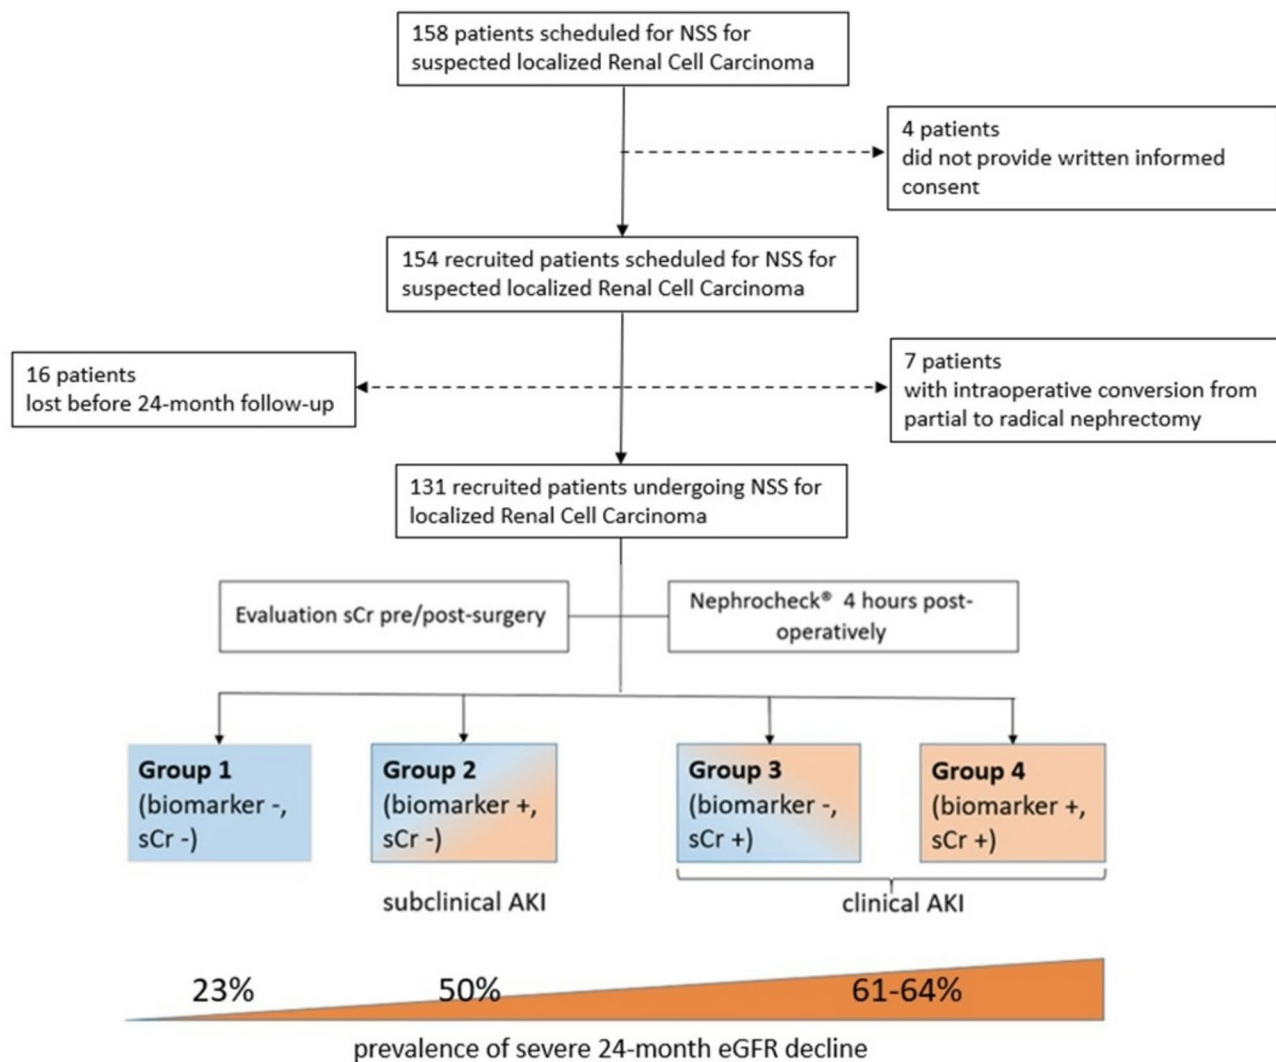 158 patients scheduled for NSS for
suspected localized Renal Cell Carcinoma
4 patients
did not provide written informed
consent
154 recruited patients scheduled for NSS for
suspected localized Renal Cell Carcinoma
16 patients
lost before 24-month follow-up
7 patients
with intraoperative conversion from
partial to radical nephrectomy
131 recruited patients undergoing NSS for
localized Renal Cell Carcinoma
Evaluation sCr pre/post-surgery
Nephrocheck® 4 hours post-
operatively
Group 1
(biomarker -,
sCr -)
Group 2
(biomarker +,
sCr -)
Group 3
(biomarker -,
sCr +)
Group 4
(biomarker +,
sCr +)
subclinical AKI
clinical AKI
23%
50%
61-64%
prevalence of severe 24-month eGFR decline